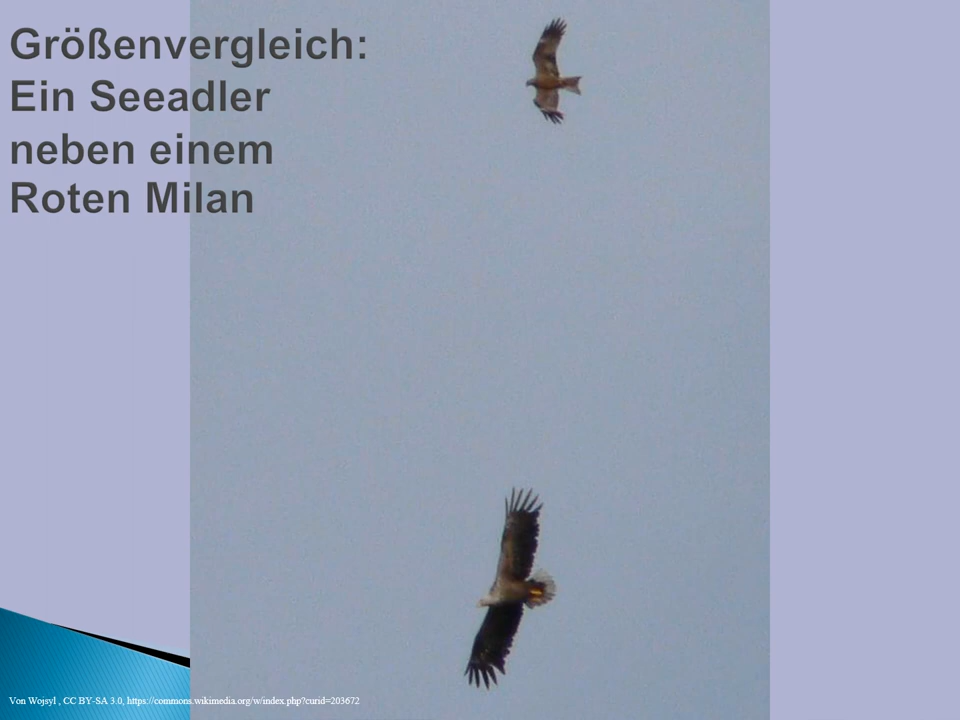 Größenvergleich:
Ein Seeadler
neben einem
Roten Milan
Von Wojsyl , CC BY-SA 3.0, https://commons.wikimedia.org/w/index.php?curid=203672